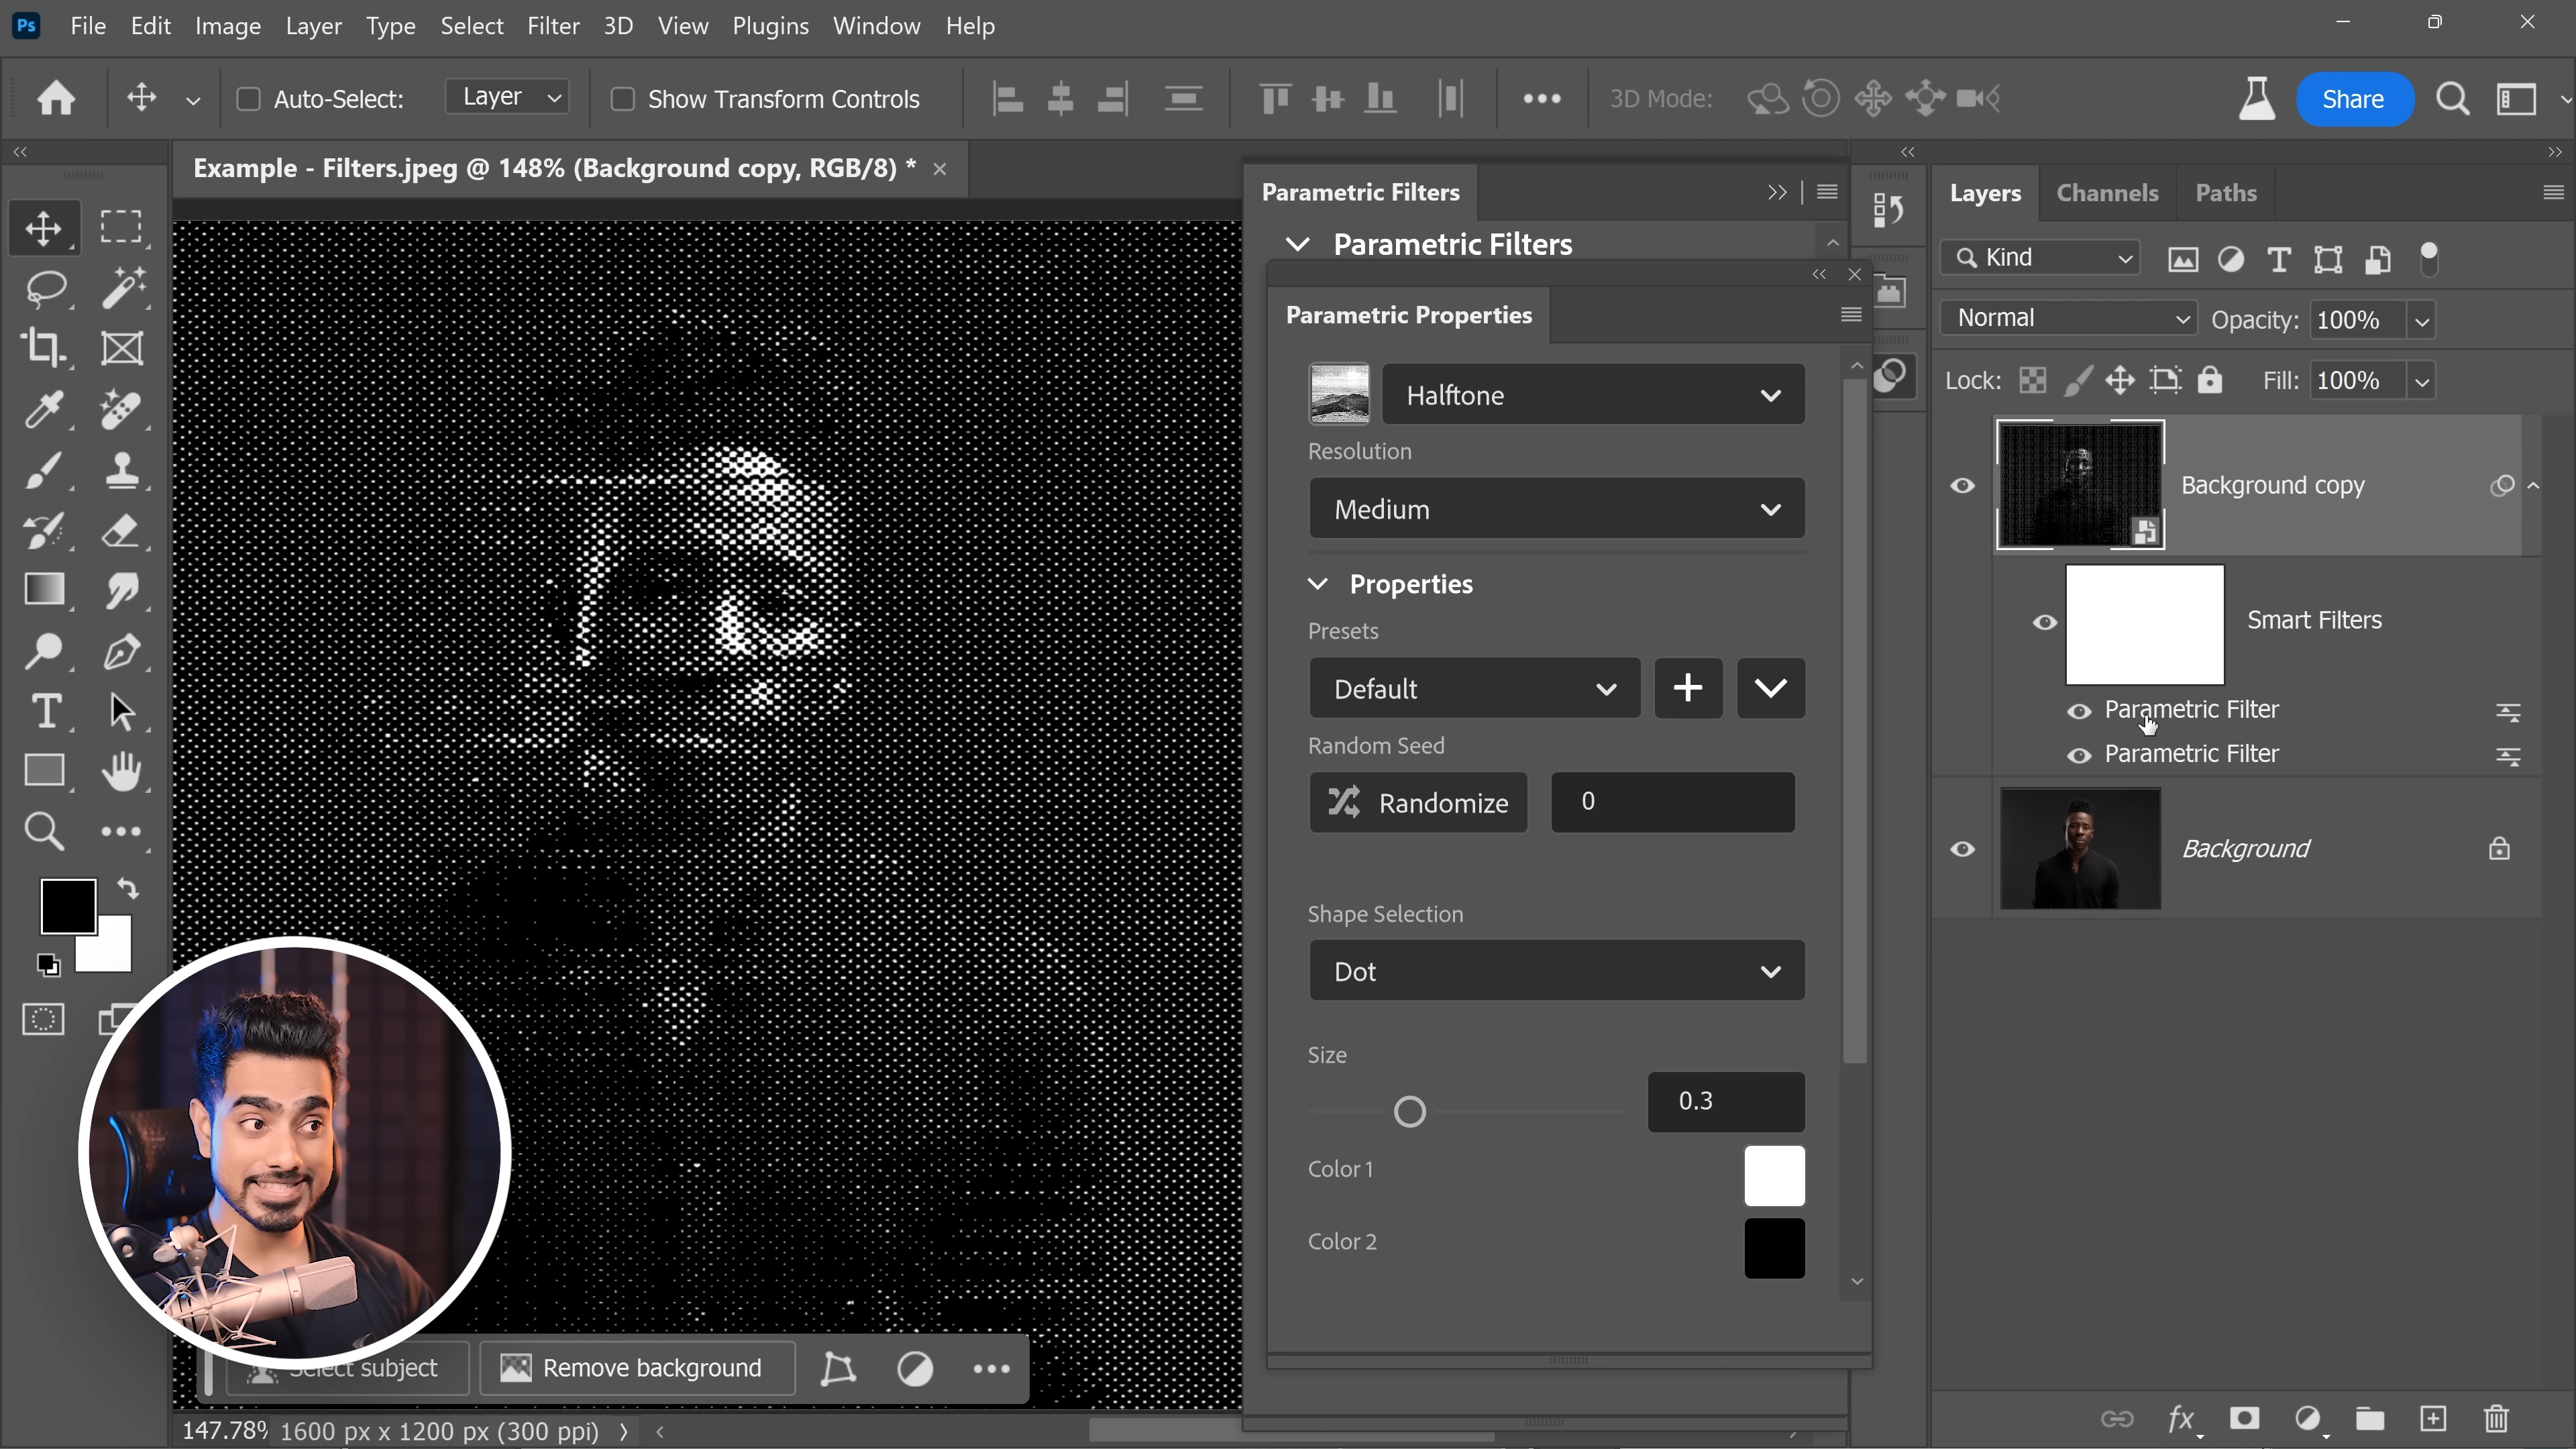 Ps File Edit Image Layer Type Select Filter 3D View Plugins Window Help
Auto-Select: Layer Show Transform Controls 3D Mode: Share
Example - Filters.jpeg @ 148% (Background copy, RGB/8) *
Parametric Filters
Parametric Filters
Parametric Properties
Halftone
Resolution
Medium
Properties
Presets
Default
Random Seed
Randomize 0
Shape Selection
Dot
Size
0.3
Color 1
Color 2
Layers Channels Paths
Kind
Normal Opacity: 100%
Lock: Fill: 100%
Background copy
Smart Filters
Parametric Filter
Parametric Filter
Background
fx
Select subject Remove background
147.78% 1600 px x 1200 px (300 ppi)